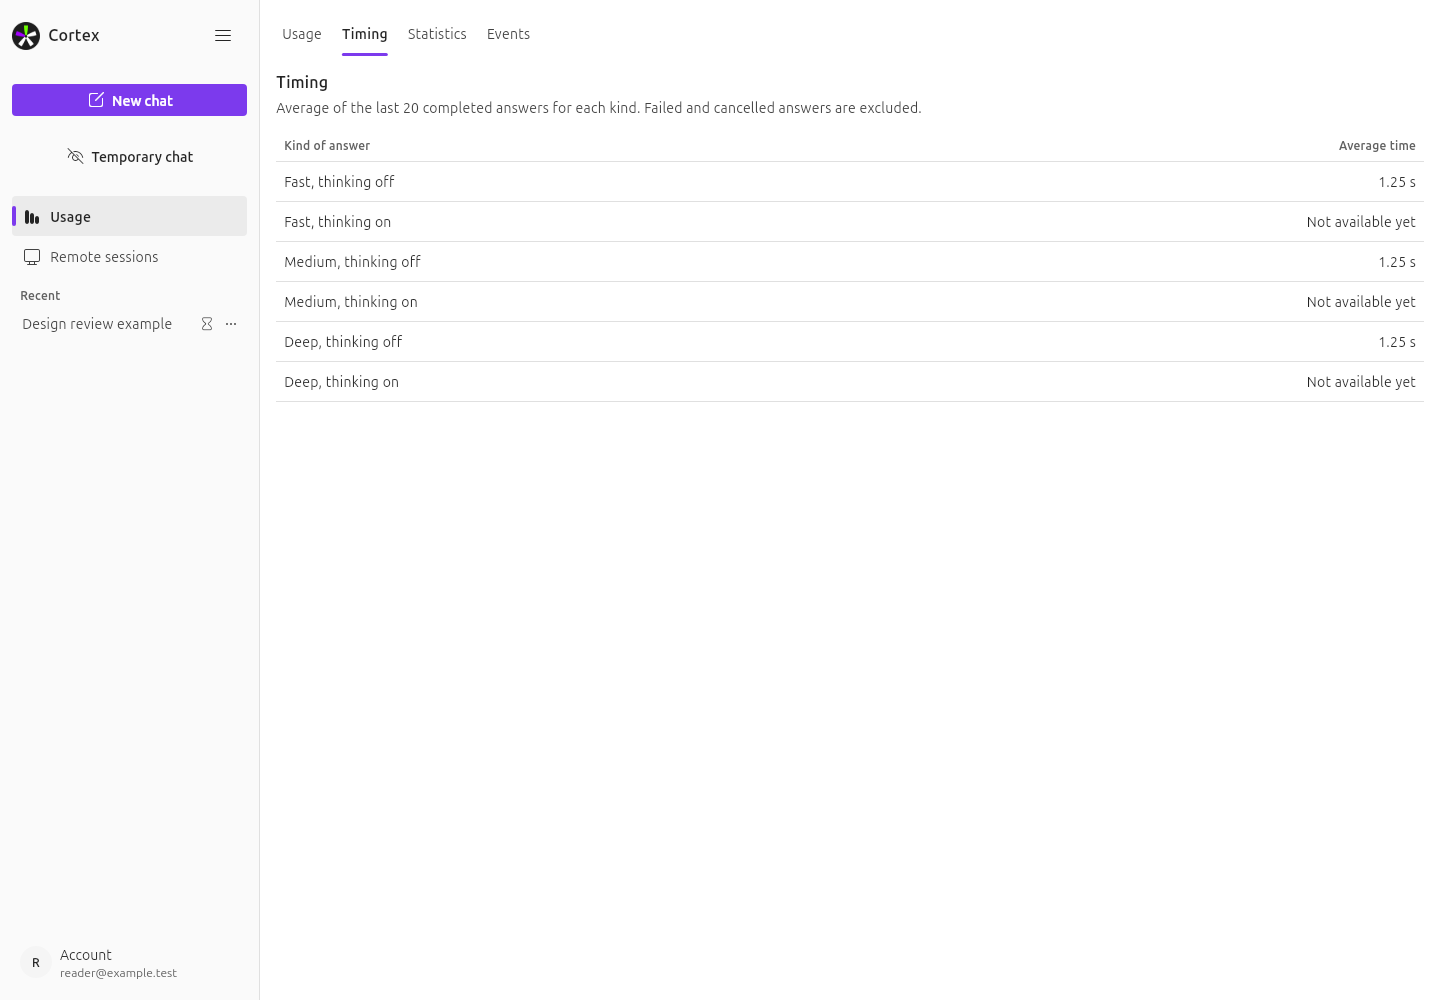 Cortex
New chat
Temporary chat
Usage
Remote sessions
Recent
Design review example
R
Account
reader@example.test
Usage Timing Statistics Events
Timing
Average of the last 20 completed answers for each kind. Failed and cancelled answers are excluded.
Kind of answer Average time
Fast, thinking off 1.25 s
Fast, thinking on Not available yet
Medium, thinking off 1.25 s
Medium, thinking on Not available yet
Deep, thinking off 1.25 s
Deep, thinking on Not available yet